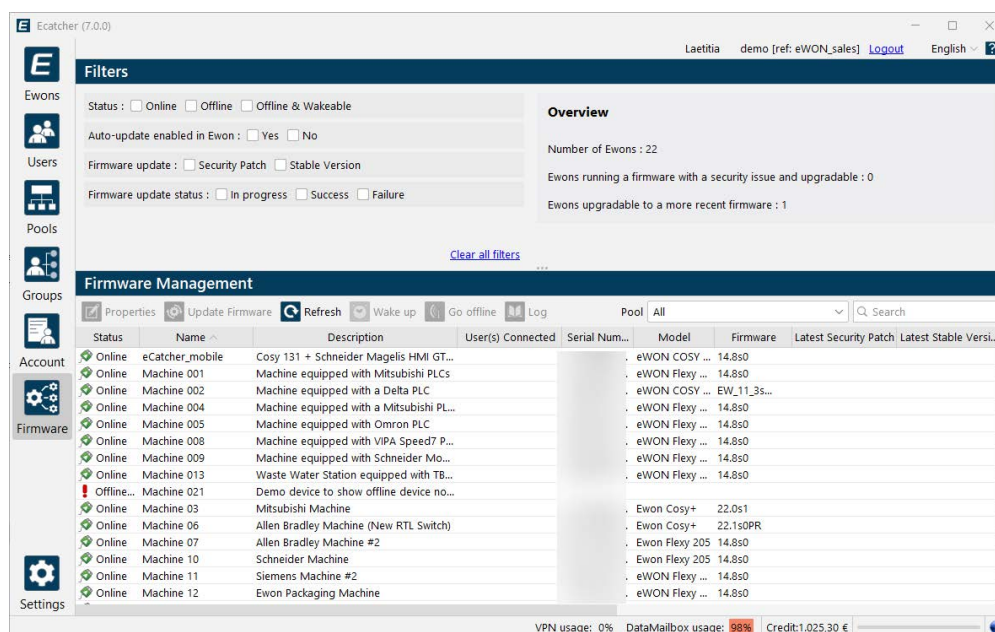 Ecatcher (7.0.0)
Laetitia demo [ref: eWON_sales] Logout English
Ewons
Users
Pools
Groups
Account
Firmware
Settings
Filters
Status : Online Offline Offline & Wakeable
Auto-update enabled in Ewon : Yes No
Firmware update : Security Patch Stable Version
Firmware update status : In progress Success Failure
Clear all filters
Overview
Number of Ewons : 22
Ewons running a firmware with a security issue and upgradable : 0
Ewons upgradable to a more recent firmware : 1
Firmware Management
Properties Update Firmware Refresh Wake up Go offline Log Pool All Search
Status Name Description User(s) Connected Serial Num... Model Firmware Latest Security Patch Latest Stable Versi...
Online eCatcher_mobile Cosy 131 + Schneider Magelis HMI GT... eWON COSY ... 14.8s0
Online Machine 001 Machine equipped with Mitsubishi PLCs eWON Flexy ... 14.8s0
Online Machine 002 Machine equipped with a Delta PLC eWON COSY ... EW_11_3s...
Online Machine 004 Machine equipped with a Mitsubishi PL... eWON Flexy ... 14.8s0
Online Machine 005 Machine equipped with Omron PLC eWON Flexy ... 14.8s0
Online Machine 008 Machine equipped with VIPA Speed7 P... eWON Flexy ... 14.8s0
Online Machine 009 Machine equipped with Schneider Mo... eWON Flexy ... 14.8s0
Online Machine 013 Waste Water Station equipped with TB... eWON Flexy ... 14.8s0
Offline... Machine 021 Demo device to show offline device no...
Online Machine 03 Mitsubishi Machine Ewon Cosy+ 22.0s1
Online Machine 06 Allen Bradley Machine (New RTL Switch) Ewon Cosy+ 22.1s0PR
Online Machine 07 Allen Bradley Machine #2 Ewon Flexy 205 14.8s0
Online Machine 10 Schneider Machine Ewon Flexy 205 14.8s0
Online Machine 11 Siemens Machine #2 eWON Flexy ... 14.8s0
Online Machine 12 Ewon Packaging Machine eWON Flexy ... 14.8s0
VPN usage: 0% DataMailbox usage: 98% Credit:1.025,30 €